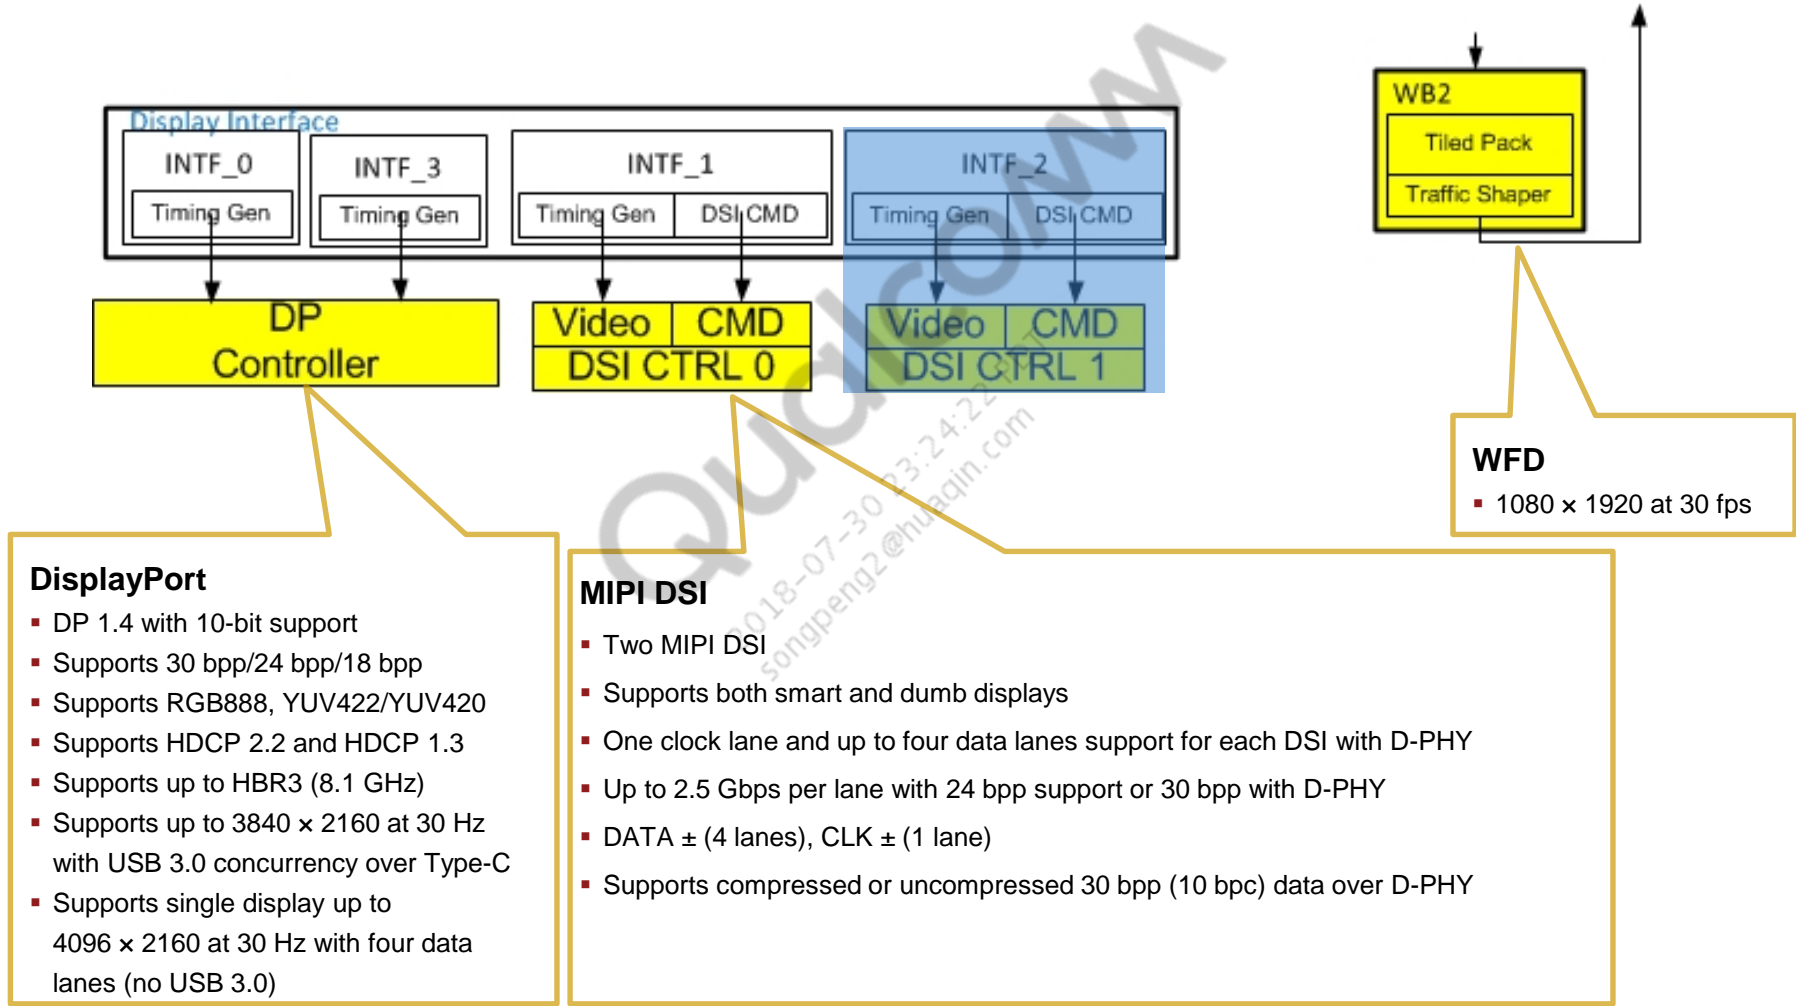 Display Interface
INTF_0
Timing Gen
INTF_3
Timing Gen
INTF_1
Timing Gen
DSI CMD
INTF_2
Timing Gen
DSI CMD
DP
Controller
Video
CMD
DSI CTRL 0
Video
CMD
DSI CTRL 1
WB2
Tiled Pack
Traffic Shaper
Qualcomm
2018-07-30 23:24:22 PDT
songpeng2@huaqin.com
WFD
▪ 1080 × 1920 at 30 fps
DisplayPort
▪ DP 1.4 with 10-bit support
▪ Supports 30 bpp/24 bpp/18 bpp
▪ Supports RGB888, YUV422/YUV420
▪ Supports HDCP 2.2 and HDCP 1.3
▪ Supports up to HBR3 (8.1 GHz)
▪ Supports up to 3840 × 2160 at 30 Hz
with USB 3.0 concurrency over Type-C
▪ Supports single display up to
4096 × 2160 at 30 Hz with four data
lanes (no USB 3.0)
MIPI DSI
▪ Two MIPI DSI
▪ Supports both smart and dumb displays
▪ One clock lane and up to four data lanes support for each DSI with D-PHY
▪ Up to 2.5 Gbps per lane with 24 bpp support or 30 bpp with D-PHY
▪ DATA ± (4 lanes), CLK ± (1 lane)
▪ Supports compressed or uncompressed 30 bpp (10 bpc) data over D-PHY